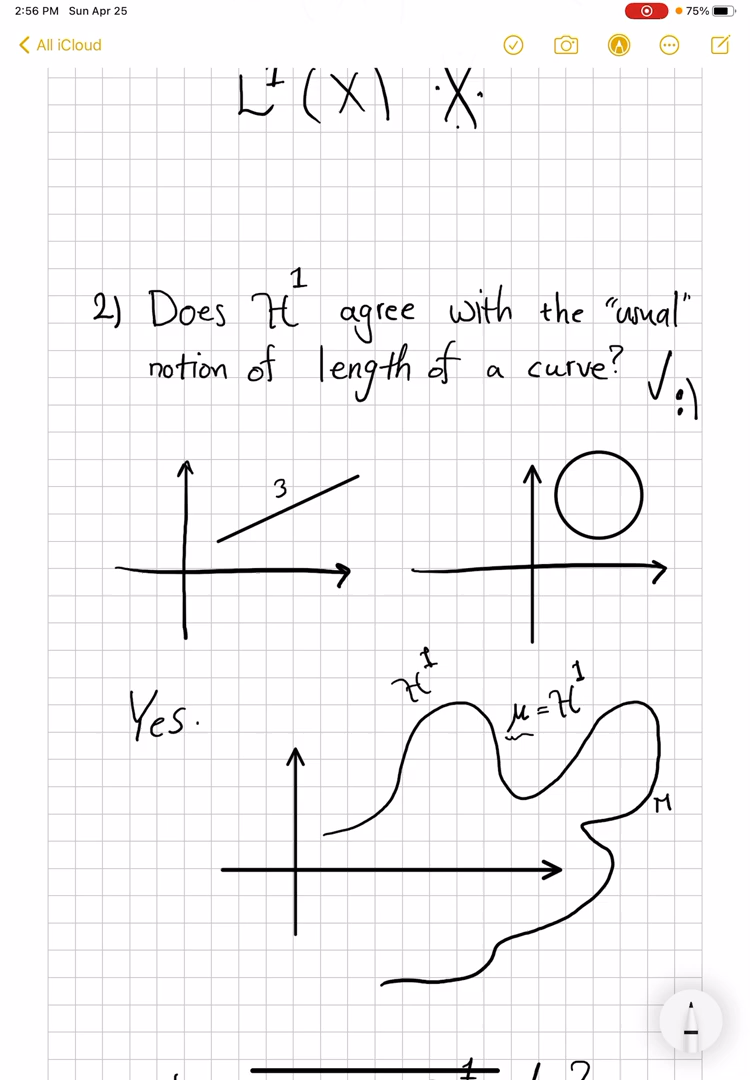 2:56 PM Sun Apr 25
75%
All iCloud
L¹(X) X
2) Does H¹ agree with the "usual"
notion of length of a curve? ✓ :)
3
Yes.
H¹
μ = H¹
M